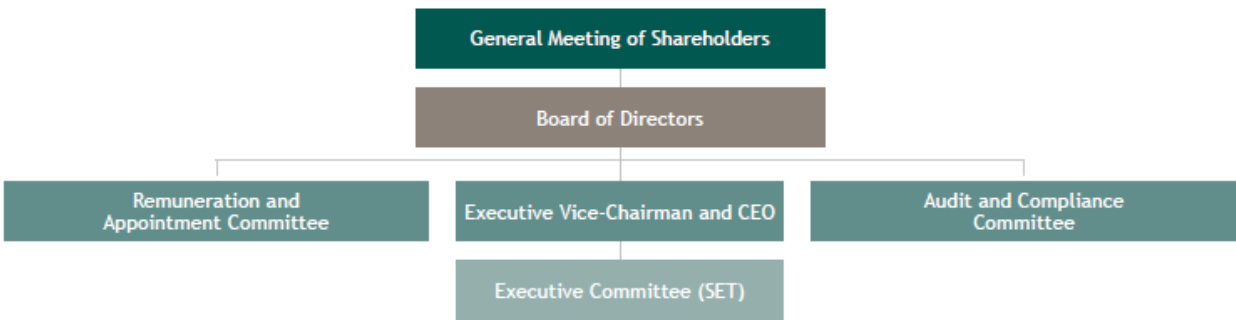 General Meeting of Shareholders
Board of Directors
Remuneration and
Appointment Committee
Executive Vice-Chairman and CEO
Audit and Compliance
Committee
Executive Committee (SET)